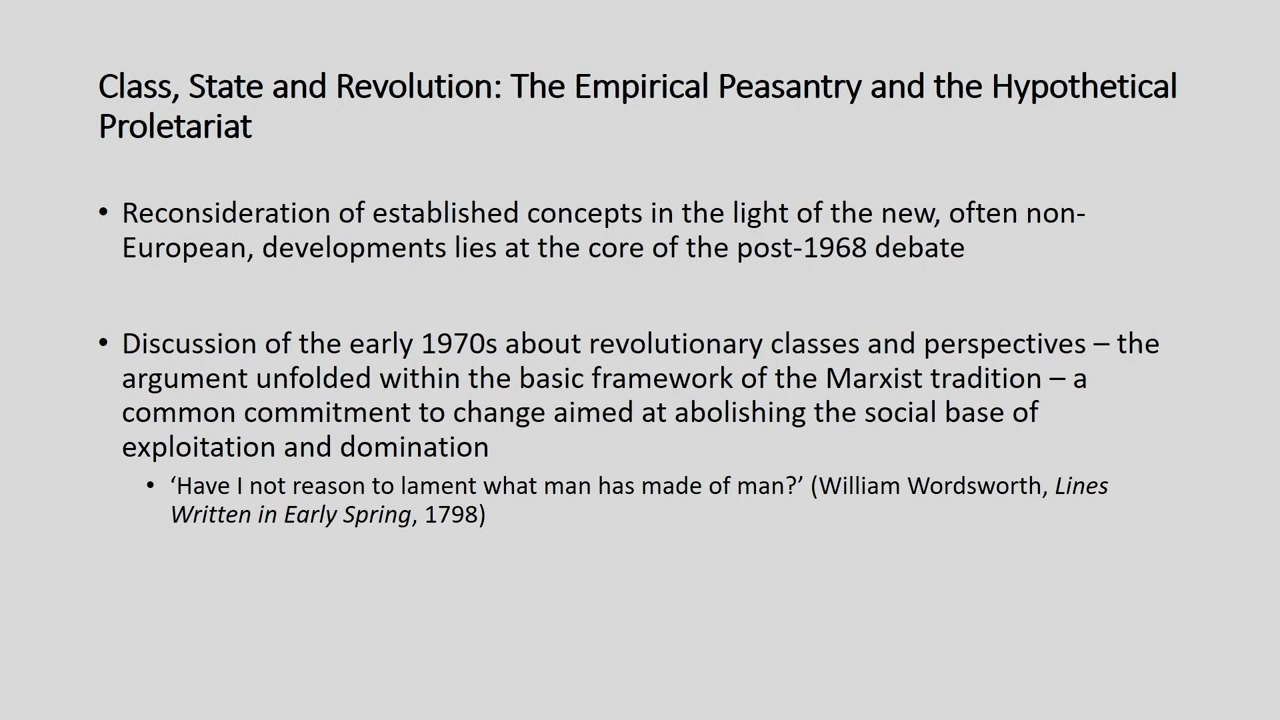 Class, State and Revolution: The Empirical Peasantry and the Hypothetical
Proletariat
• Reconsideration of established concepts in the light of the new, often non-
European, developments lies at the core of the post-1968 debate
• Discussion of the early 1970s about revolutionary classes and perspectives – the
argument unfolded within the basic framework of the Marxist tradition – a
common commitment to change aimed at abolishing the social base of
exploitation and domination
• ‘Have I not reason to lament what man has made of man?’ (William Wordsworth, Lines
Written in Early Spring, 1798)